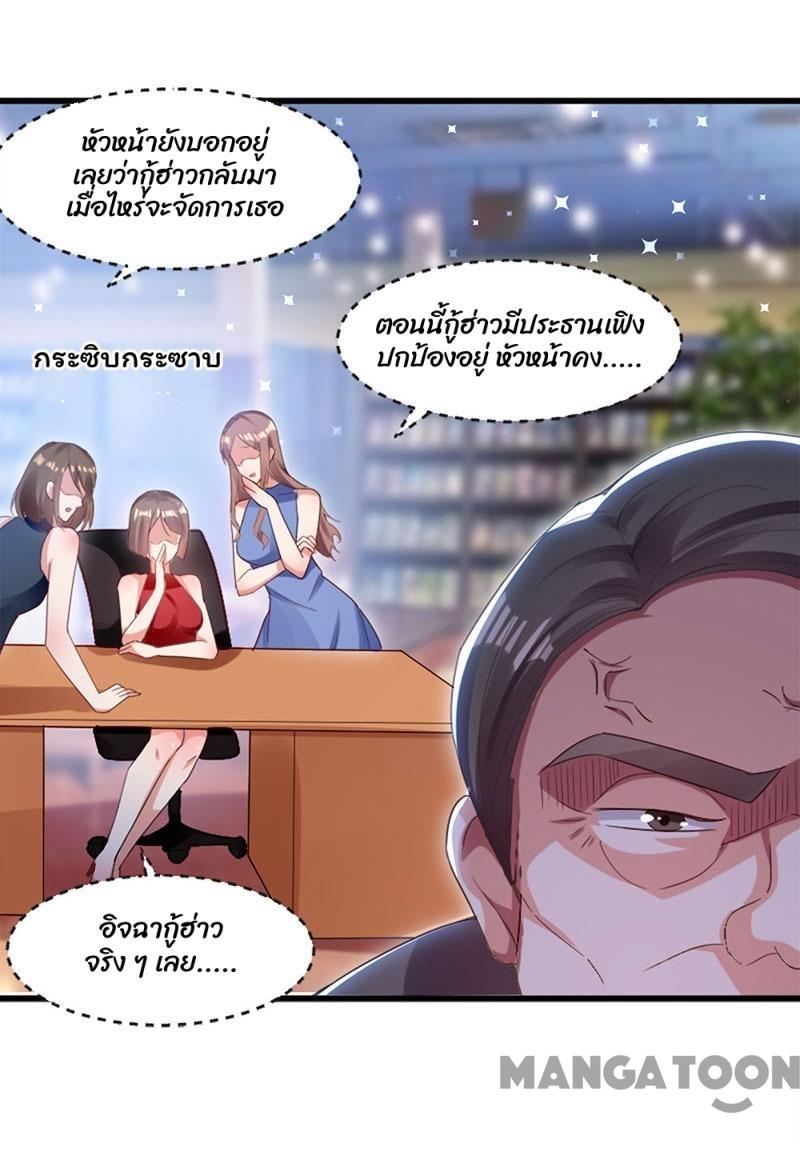 หัวหน้ายังบอกอยู่
เลยว่ากู้ฮ่าวกลับมา
เมื่อไหร่จะจัดการเธอ
ตอนนี้กู้ฮ่าวมีประธานเฟิง
ปกป้องอยู่ หัวหน้าคง.....
กระซิบกระซาบ
อิจฉากู้ฮ่าว
จริง ๆ เลย.....
MANGATOON